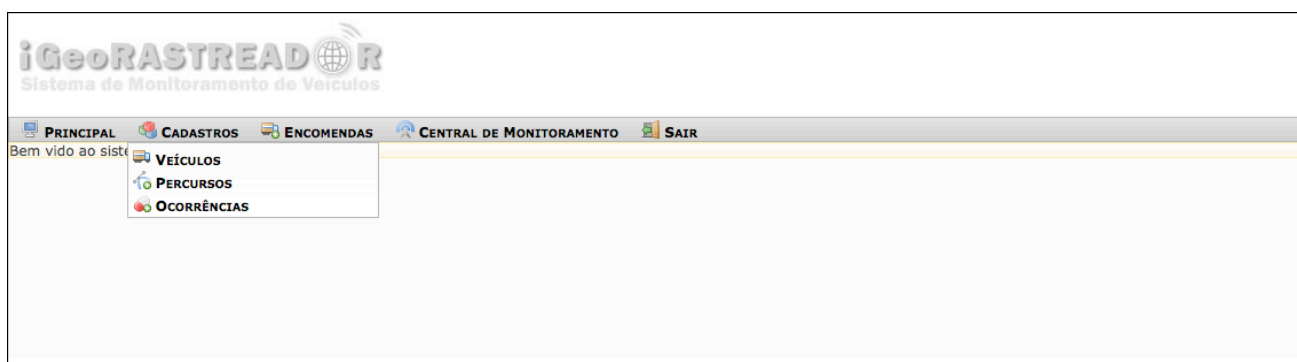 iGeoRASTREADOR
Sistema de Monitoramento de Veículos
PRINCIPAL CADASTROS ENCOMENDAS CENTRAL DE MONITORAMENTO SAIR
Bem vido ao siste
VEÍCULOS
PERCURSOS
OCORRÊNCIAS